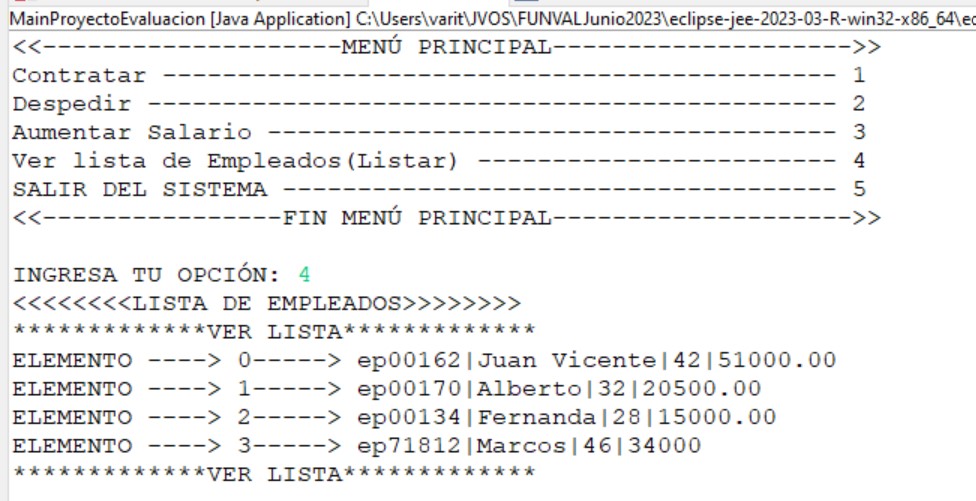 MainProyectoEvaluacion [Java Application] C:\Users\varit\JVOS\FUNVALJunio2023\eclipse-jee-2023-03-R-win32-x86_64\ec
<<--------------------MENÚ PRINCIPAL-------------------->>
Contratar --------------------------------------------- 1
Despedir ---------------------------------------------- 2
Aumentar Salario -------------------------------------- 3
Ver lista de Empleados(Listar) ------------------------ 4
SALIR DEL SISTEMA ------------------------------------- 5
<<----------------FIN MENÚ PRINCIPAL-------------------->>
INGRESA TU OPCIÓN: 4
<<<<<<<<LISTA DE EMPLEADOS>>>>>>>>
*************VER LISTA*************
ELEMENTO ----> 0-----> ep00162|Juan Vicente|42|51000.00
ELEMENTO ----> 1-----> ep00170|Alberto|32|20500.00
ELEMENTO ----> 2-----> ep00134|Fernanda|28|15000.00
ELEMENTO ----> 3-----> ep71812|Marcos|46|34000
*************VER LISTA*************